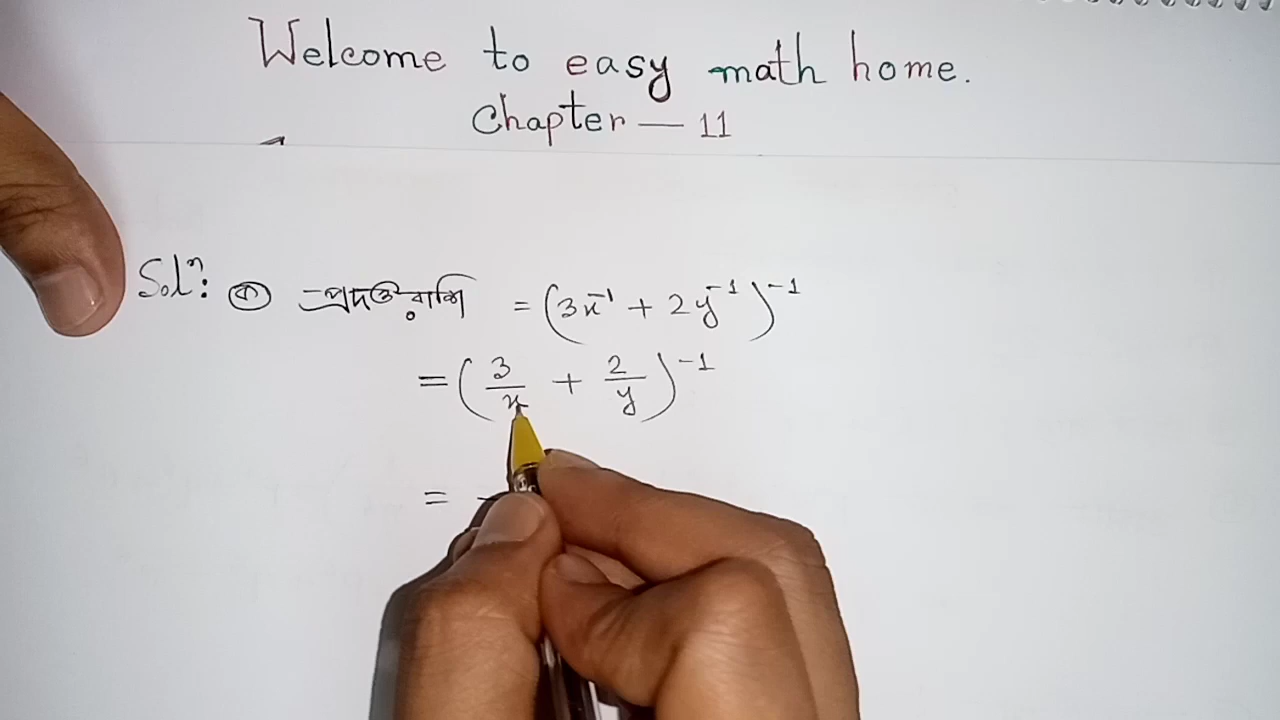 Welcome to easy math home.
Chapter — 11
Solⁿ: ক প্রদত্ত রাশি = (3x⁻¹ + 2y⁻¹)⁻¹
= (3/x + 2/y)⁻¹
=